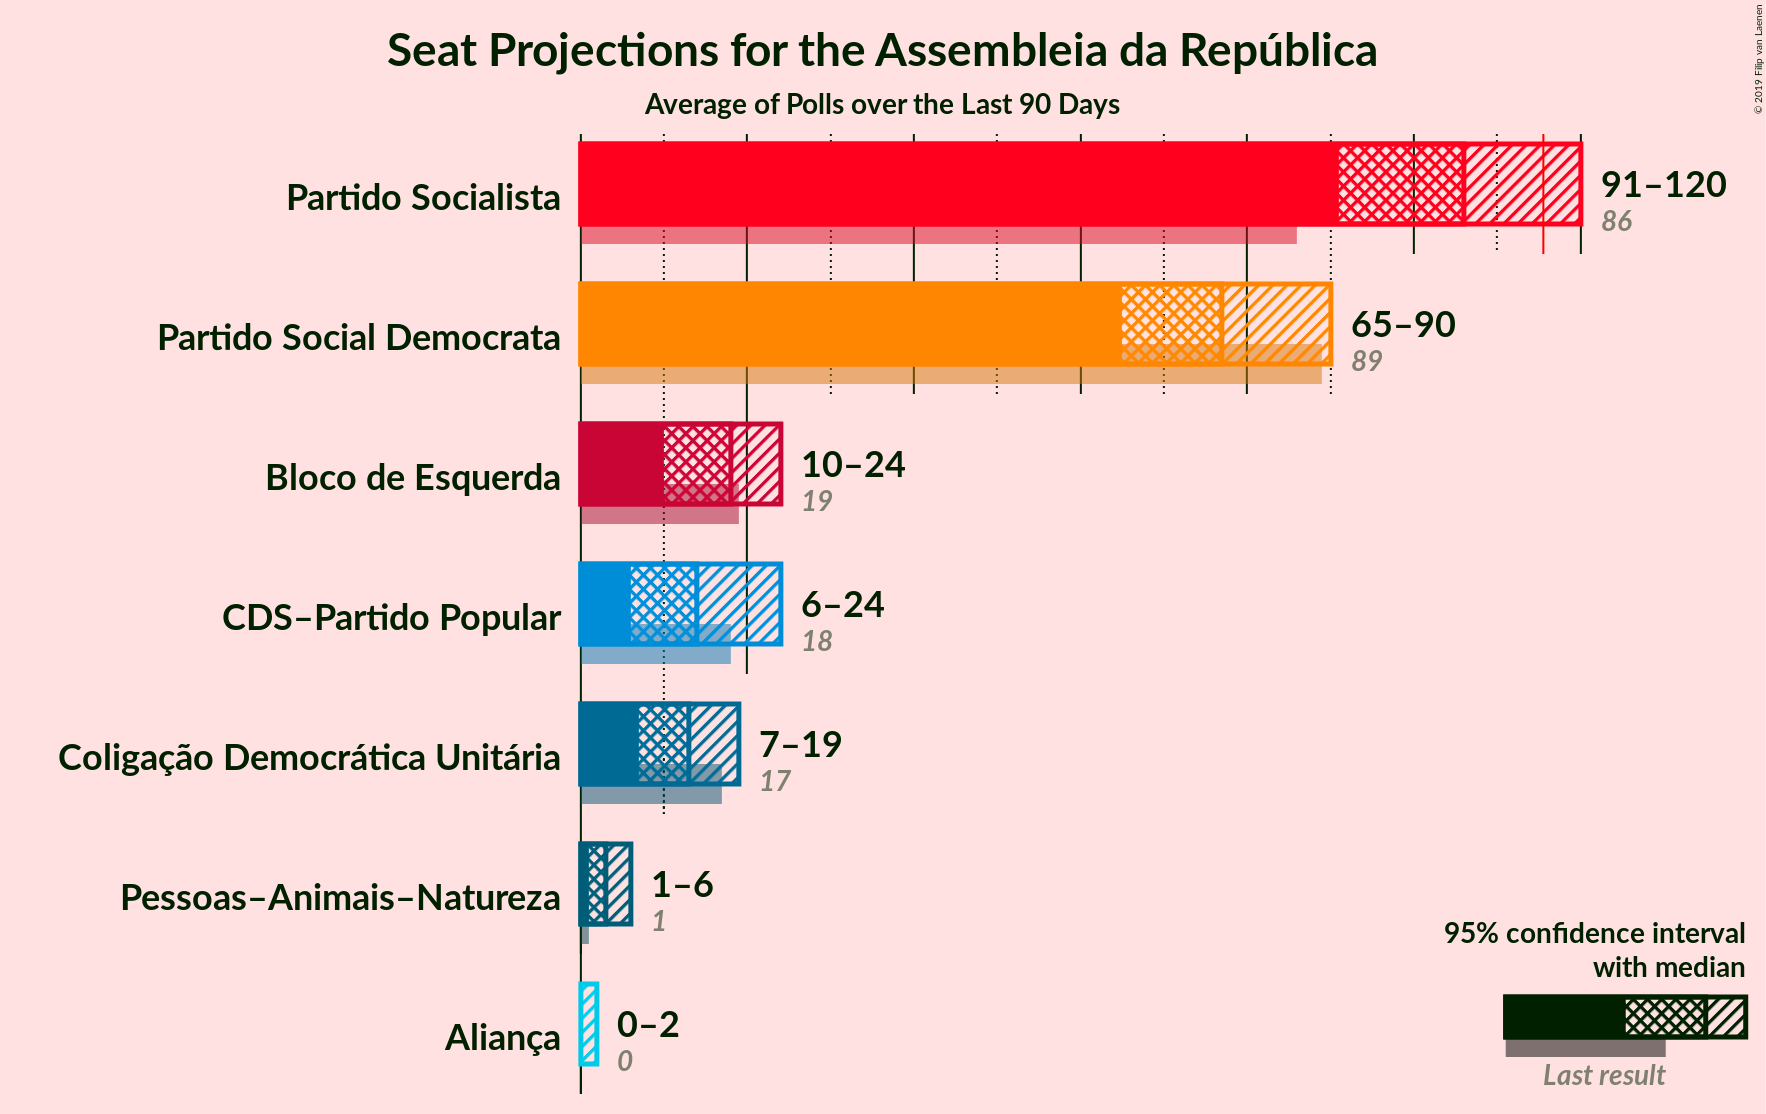 Seat Projections for the Assembleia da República
Average of Polls over the Last 90 Days
© 2019 Filip van Laenen
Partido Socialista
91–120
86
Partido Social Democrata
65–90
89
Bloco de Esquerda
10–24
19
CDS–Partido Popular
6–24
18
Coligação Democrática Unitária
7–19
17
Pessoas–Animais–Natureza
1–6
1
Aliança
0–2
0
95% confidence interval
with median
Last result